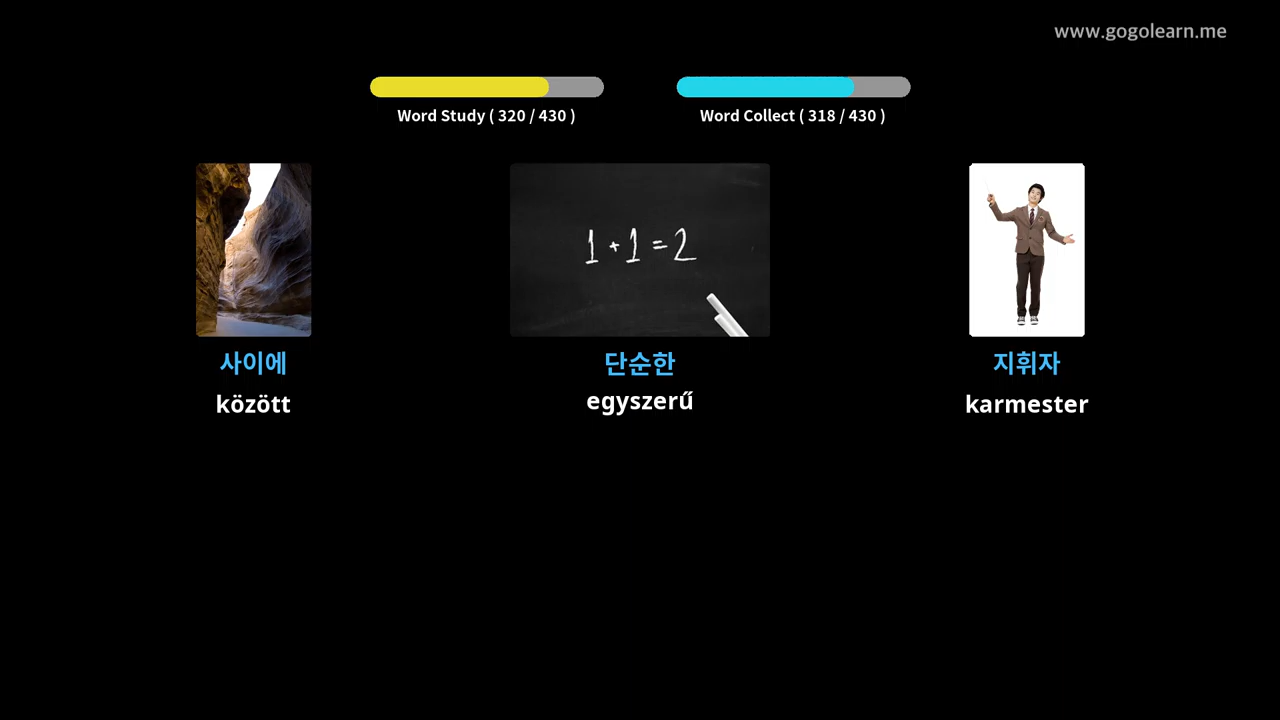 www.gogolearn.me
Word Study ( 320 / 430 )
Word Collect ( 318 / 430 )
1 + 1 = 2
사이에
단순한
지휘자
között
egyszerű
karmester